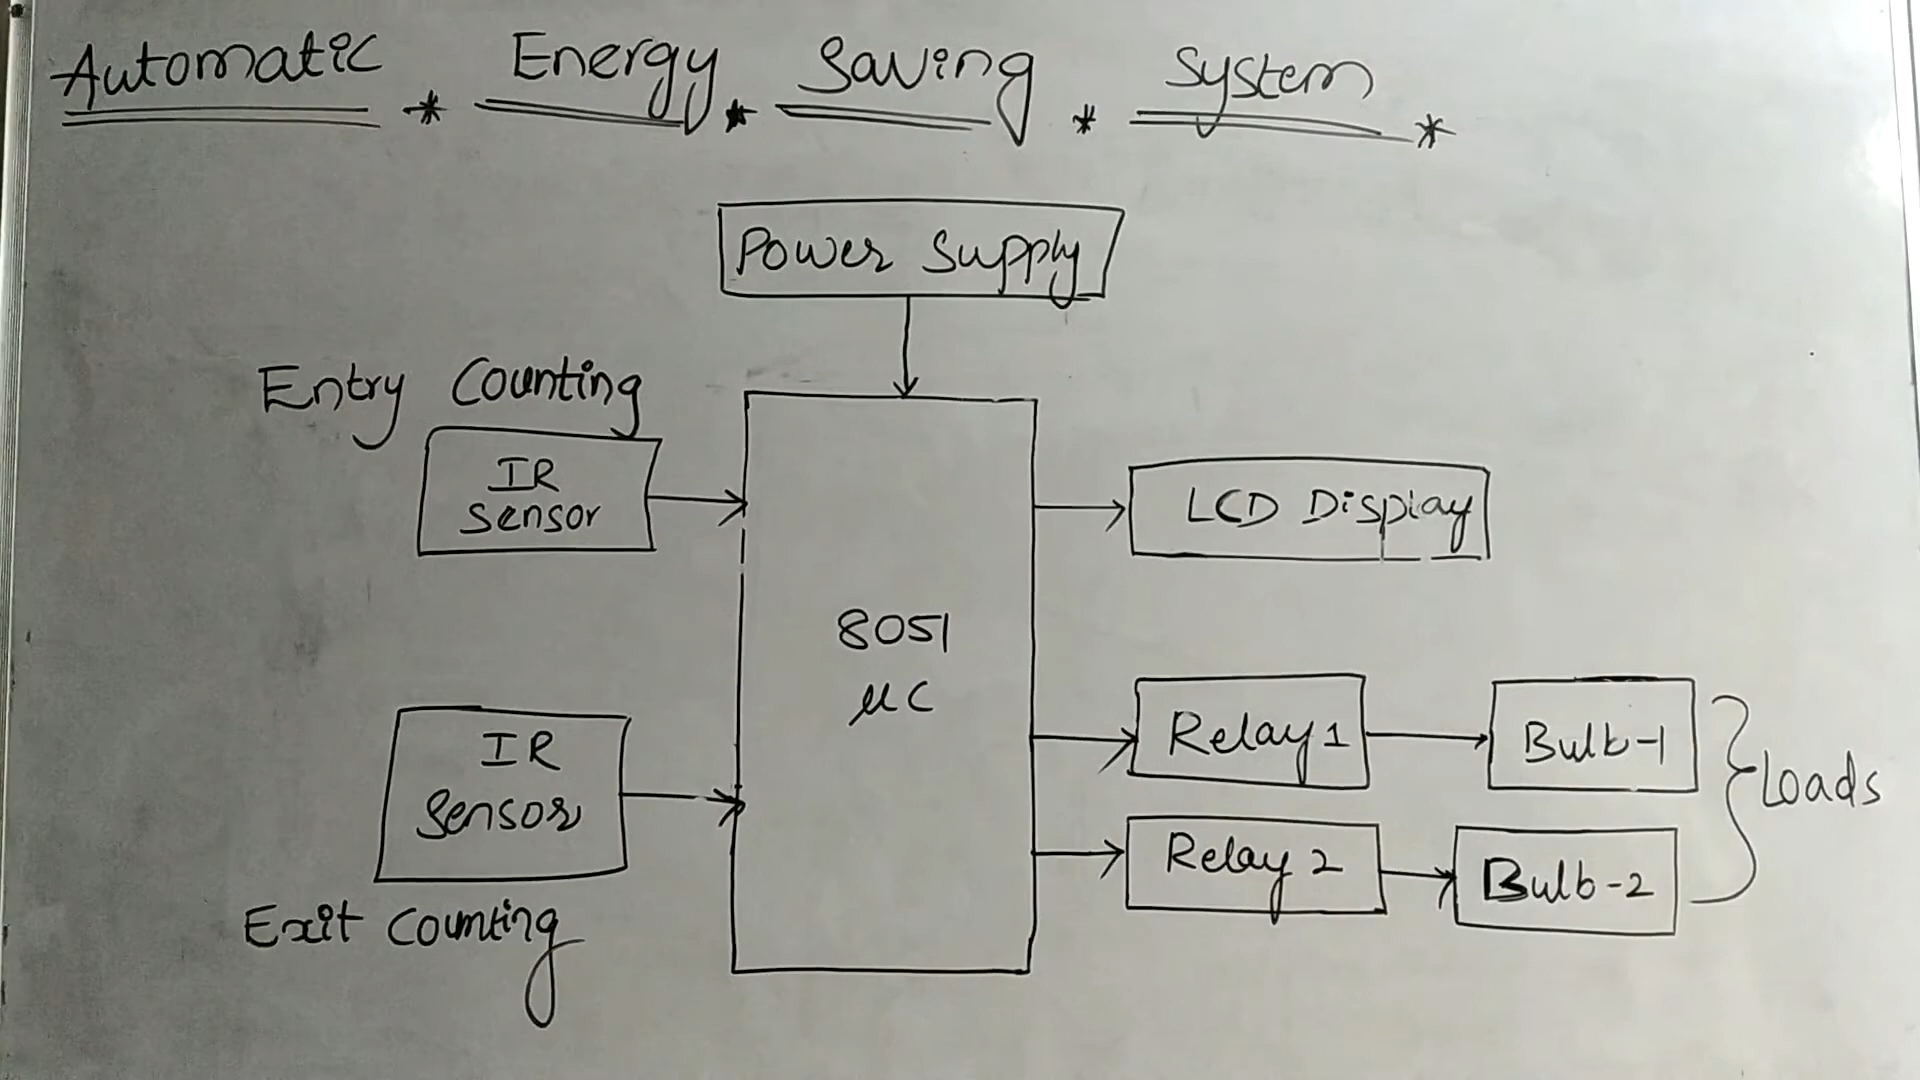 Automatic * Energy * Saving * System *
Power Supply
Entry Counting
IR
Sensor
LCD Display
8051
μC
IR
Sensor
Exit Counting
Relay 1
Bulb-1
Relay 2
Bulb-2
Loads